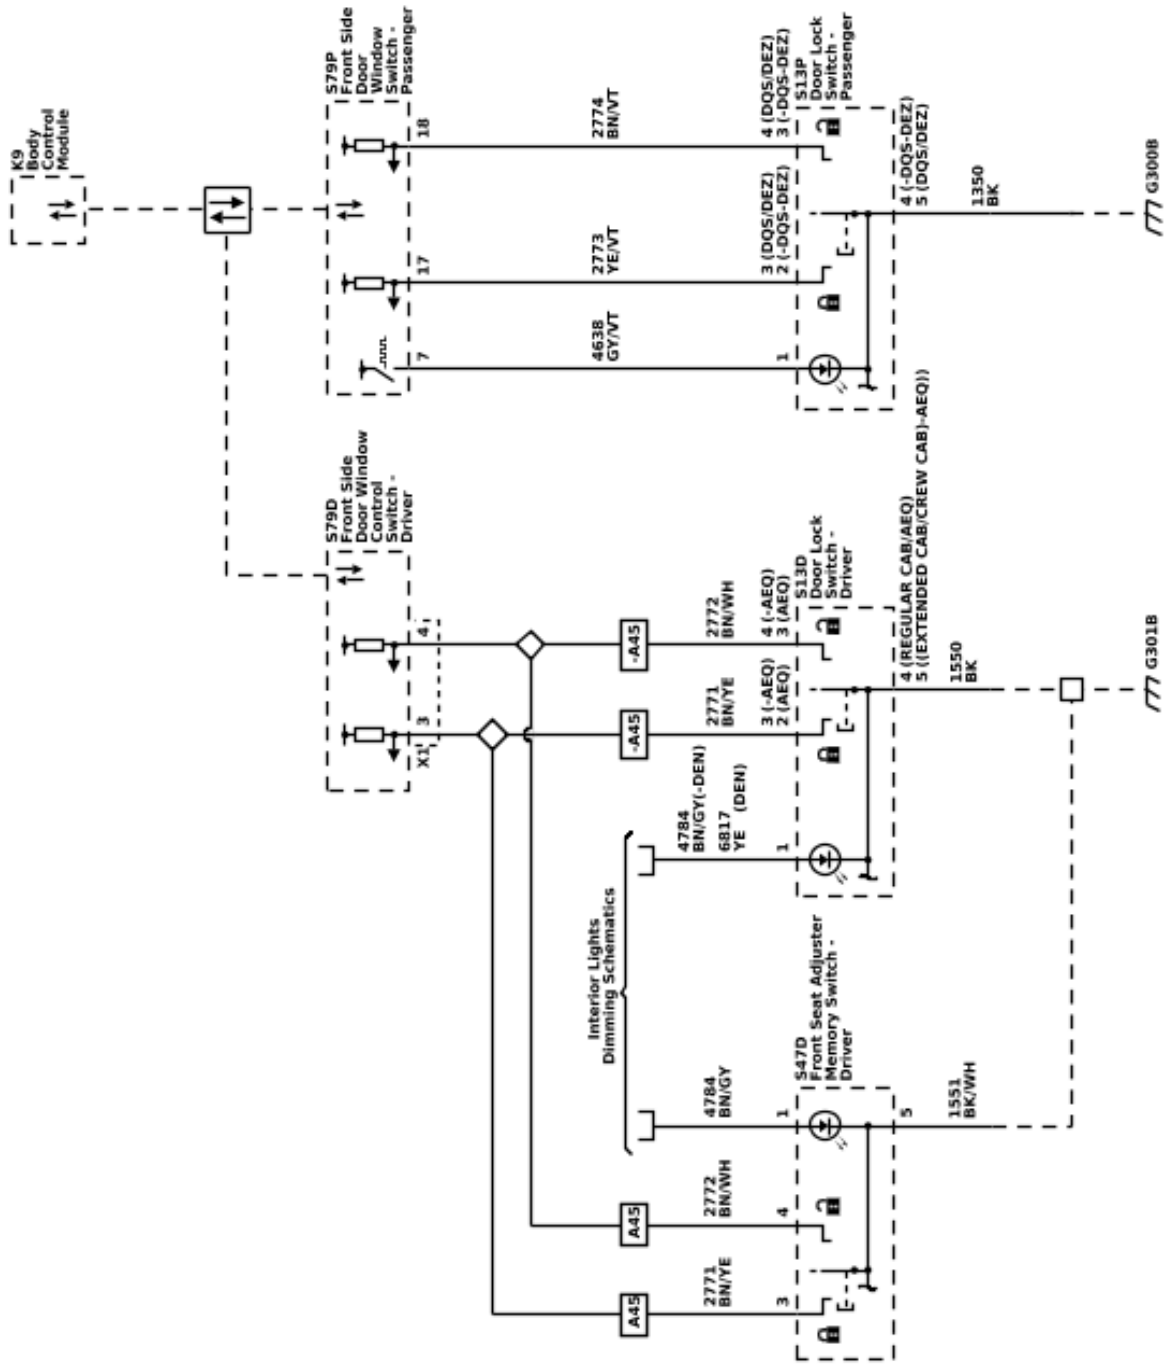 K9
Body
Control
Module
S79P
Front Side
Door
Window
Switch -
Passenger
S79D
Front Side
Door Window
Control
Switch -
Driver
18
17
7
4
3
X1
2774
BN/VT
2773
YE/VT
4638
GY/VT
-A45
-A45
A45
A45
2772
BN/WH
2771
BN/YE
4784
BN/GY(-DEN)
6817
YE (DEN)
Interior Lights
Dimming Schematics
4784
BN/GY
2772
BN/WH
2771
BN/YE
4 (DQS/DEZ)
3 (-DQS-DEZ)
3 (DQS/DEZ)
2 (-DQS-DEZ)
1
4 (-AEQ)
3 (AEQ)
3 (-AEQ)
2 (AEQ)
1
1
4
3
S13P
Door Lock
Switch -
Passenger
S13D
Door Lock
Switch -
Driver
S47D
Front Seat Adjuster
Memory Switch -
Driver
4 (-DQS-DEZ)
5 (DQS/DEZ)
4 (REGULAR CAB/AEQ)
5 ((EXTENDED CAB/CREW CAB)-AEQ))
5
1350
BK
1550
BK
1551
BK/WH
G300B
G301B